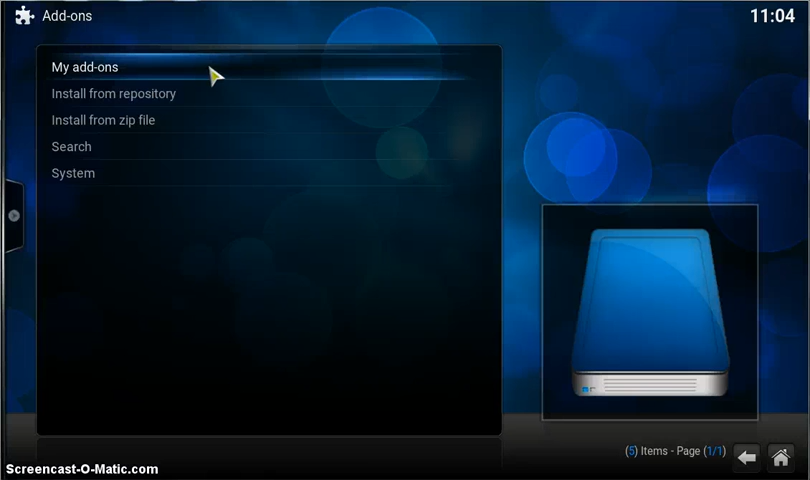 Add-ons
11:04
My add-ons
Install from repository
Install from zip file
Search
System
(5) Items - Page (1/1)
Screencast-O-Matic.com